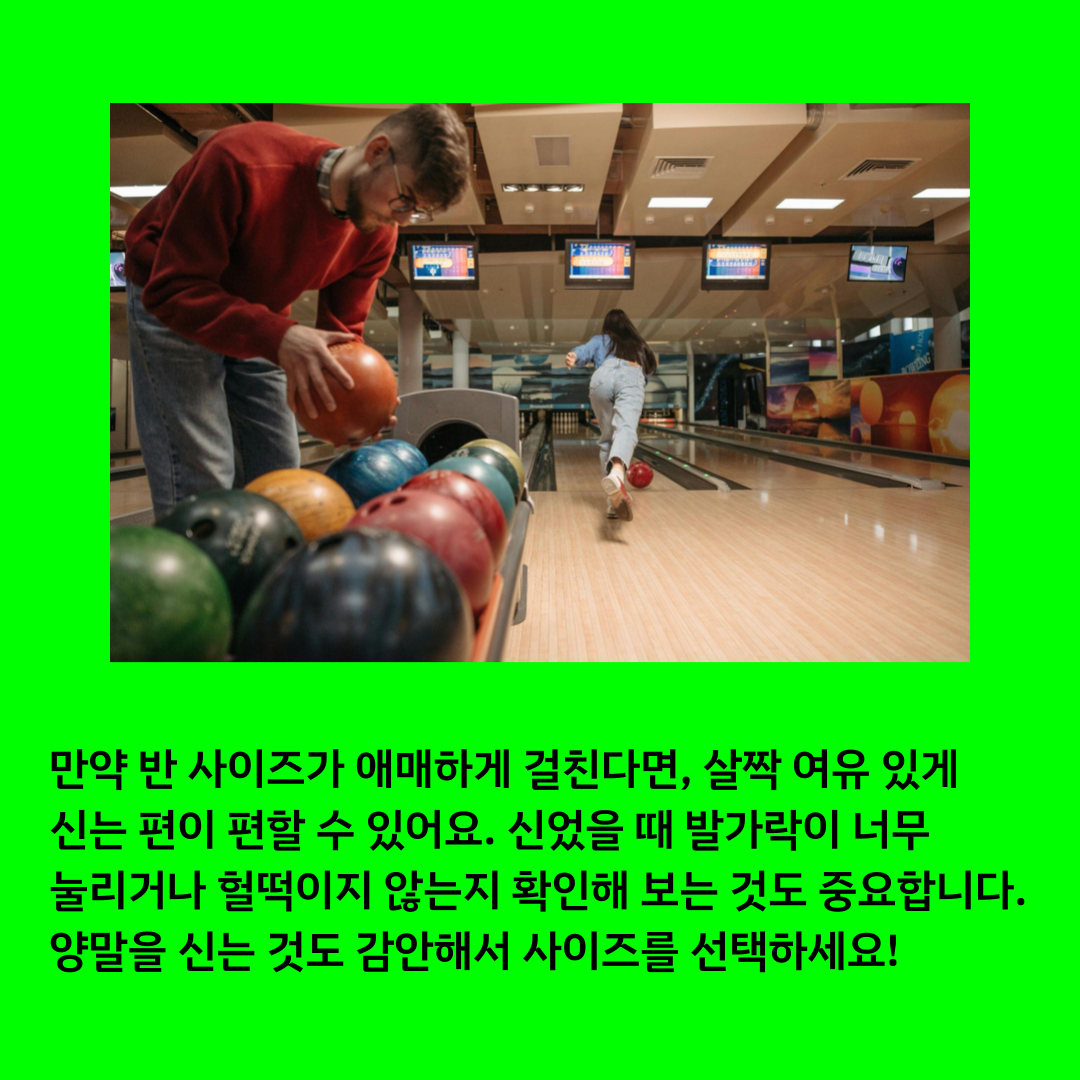 만약 반 사이즈가 애매하게 걸친다면, 살짝 여유 있게
신는 편이 편할 수 있어요. 신었을 때 발가락이 너무
눌리거나 헐떡이지 않는지 확인해 보는 것도 중요합니다.
양말을 신는 것도 감안해서 사이즈를 선택하세요!